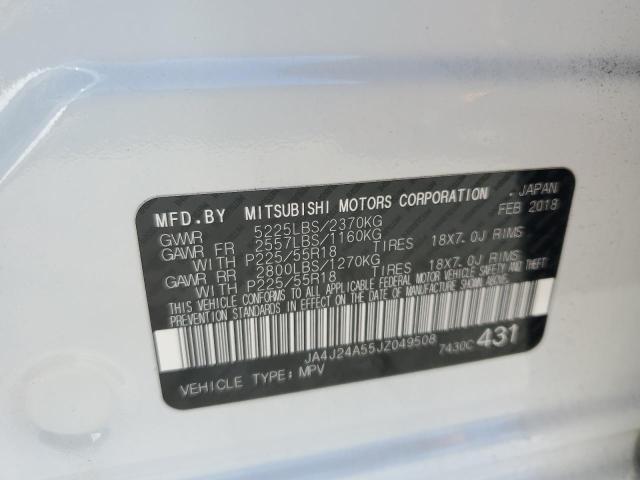 MFD.BY MITSUBISHI MOTORS CORPORATION . JAPAN
GVWR 5225LBS/2370KG FEB 2018
GAWR FR 2557LBS/1160KG
WITH P225/55R18 TIRES 18X7.0J RIMS
GAWR RR 2800LBS/1270KG
WITH P225/55R18 TIRES 18X7.0J RIMS
THIS VEHICLE CONFORMS TO ALL APPLICABLE FEDERAL MOTOR VEHICLE SAFETY AND THEFT
PREVENTION STANDARDS IN EFFECT ON THE DATE OF MANUFACTURE SHOWN ABOVE.
JA4J24A55JZ049508 7430C 431
VEHICLE TYPE: MPV